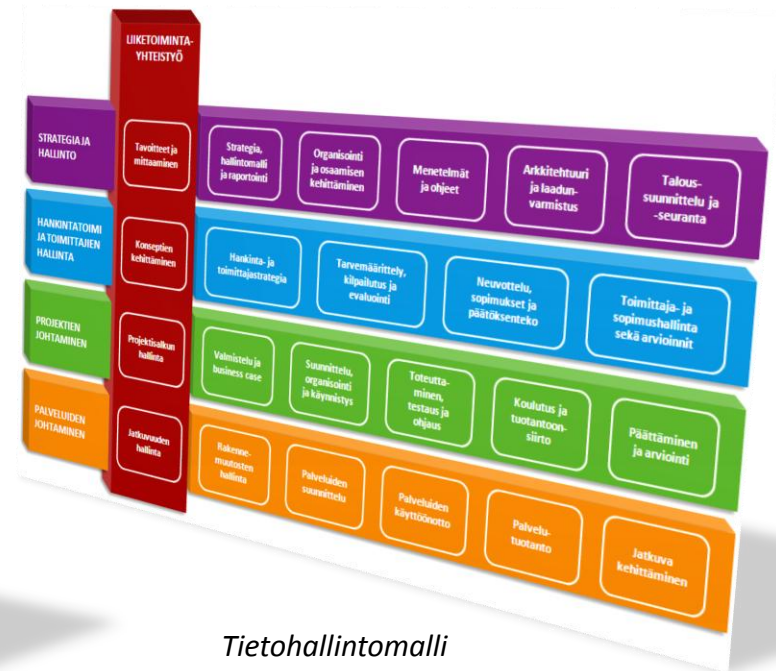 LIIKETOIMINTA-
YHTEISTYÖ
STRATEGIA JA
HALLINTO
Tavoitteet ja
mittaaminen
Strategia,
hallintomalli
ja raportointi
Organisointi
ja osaamisen
kehittäminen
Menetelmät
ja ohjeet
Arkkitehtuuri
ja laadun-
varmistus
Talous-
suunnittelu ja
-seuranta
HANKINTATOIMI
JA TOIMITTAJIEN
HALLINTA
Konseptien
kehittäminen
Hankinta- ja
toimittajastrategia
Tarvemäärittely,
kilpailutus ja
evaluointi
Neuvottelu,
sopimukset ja
päätöksenteko
Toimittaja- ja
sopimushallinta
sekä arvioinnit
PROJEKTIEN
JOHTAMINEN
Projektisalkun
hallinta
Valmistelu ja
business case
Suunnittelu,
organisointi
ja käynnistys
Toteutta-
minen,
testaus ja
ohjaus
Koulutus ja
tuotantoon-
siirto
Päättäminen
ja arviointi
PALVELUIDEN
JOHTAMINEN
Jatkuvuuden
hallinta
Rakenne-
muutosten
hallinta
Palveluiden
suunnittelu
Palveluiden
käyttöönotto
Palvelu-
tuotanto
Jatkuva
kehittäminen
Tietohallintomalli